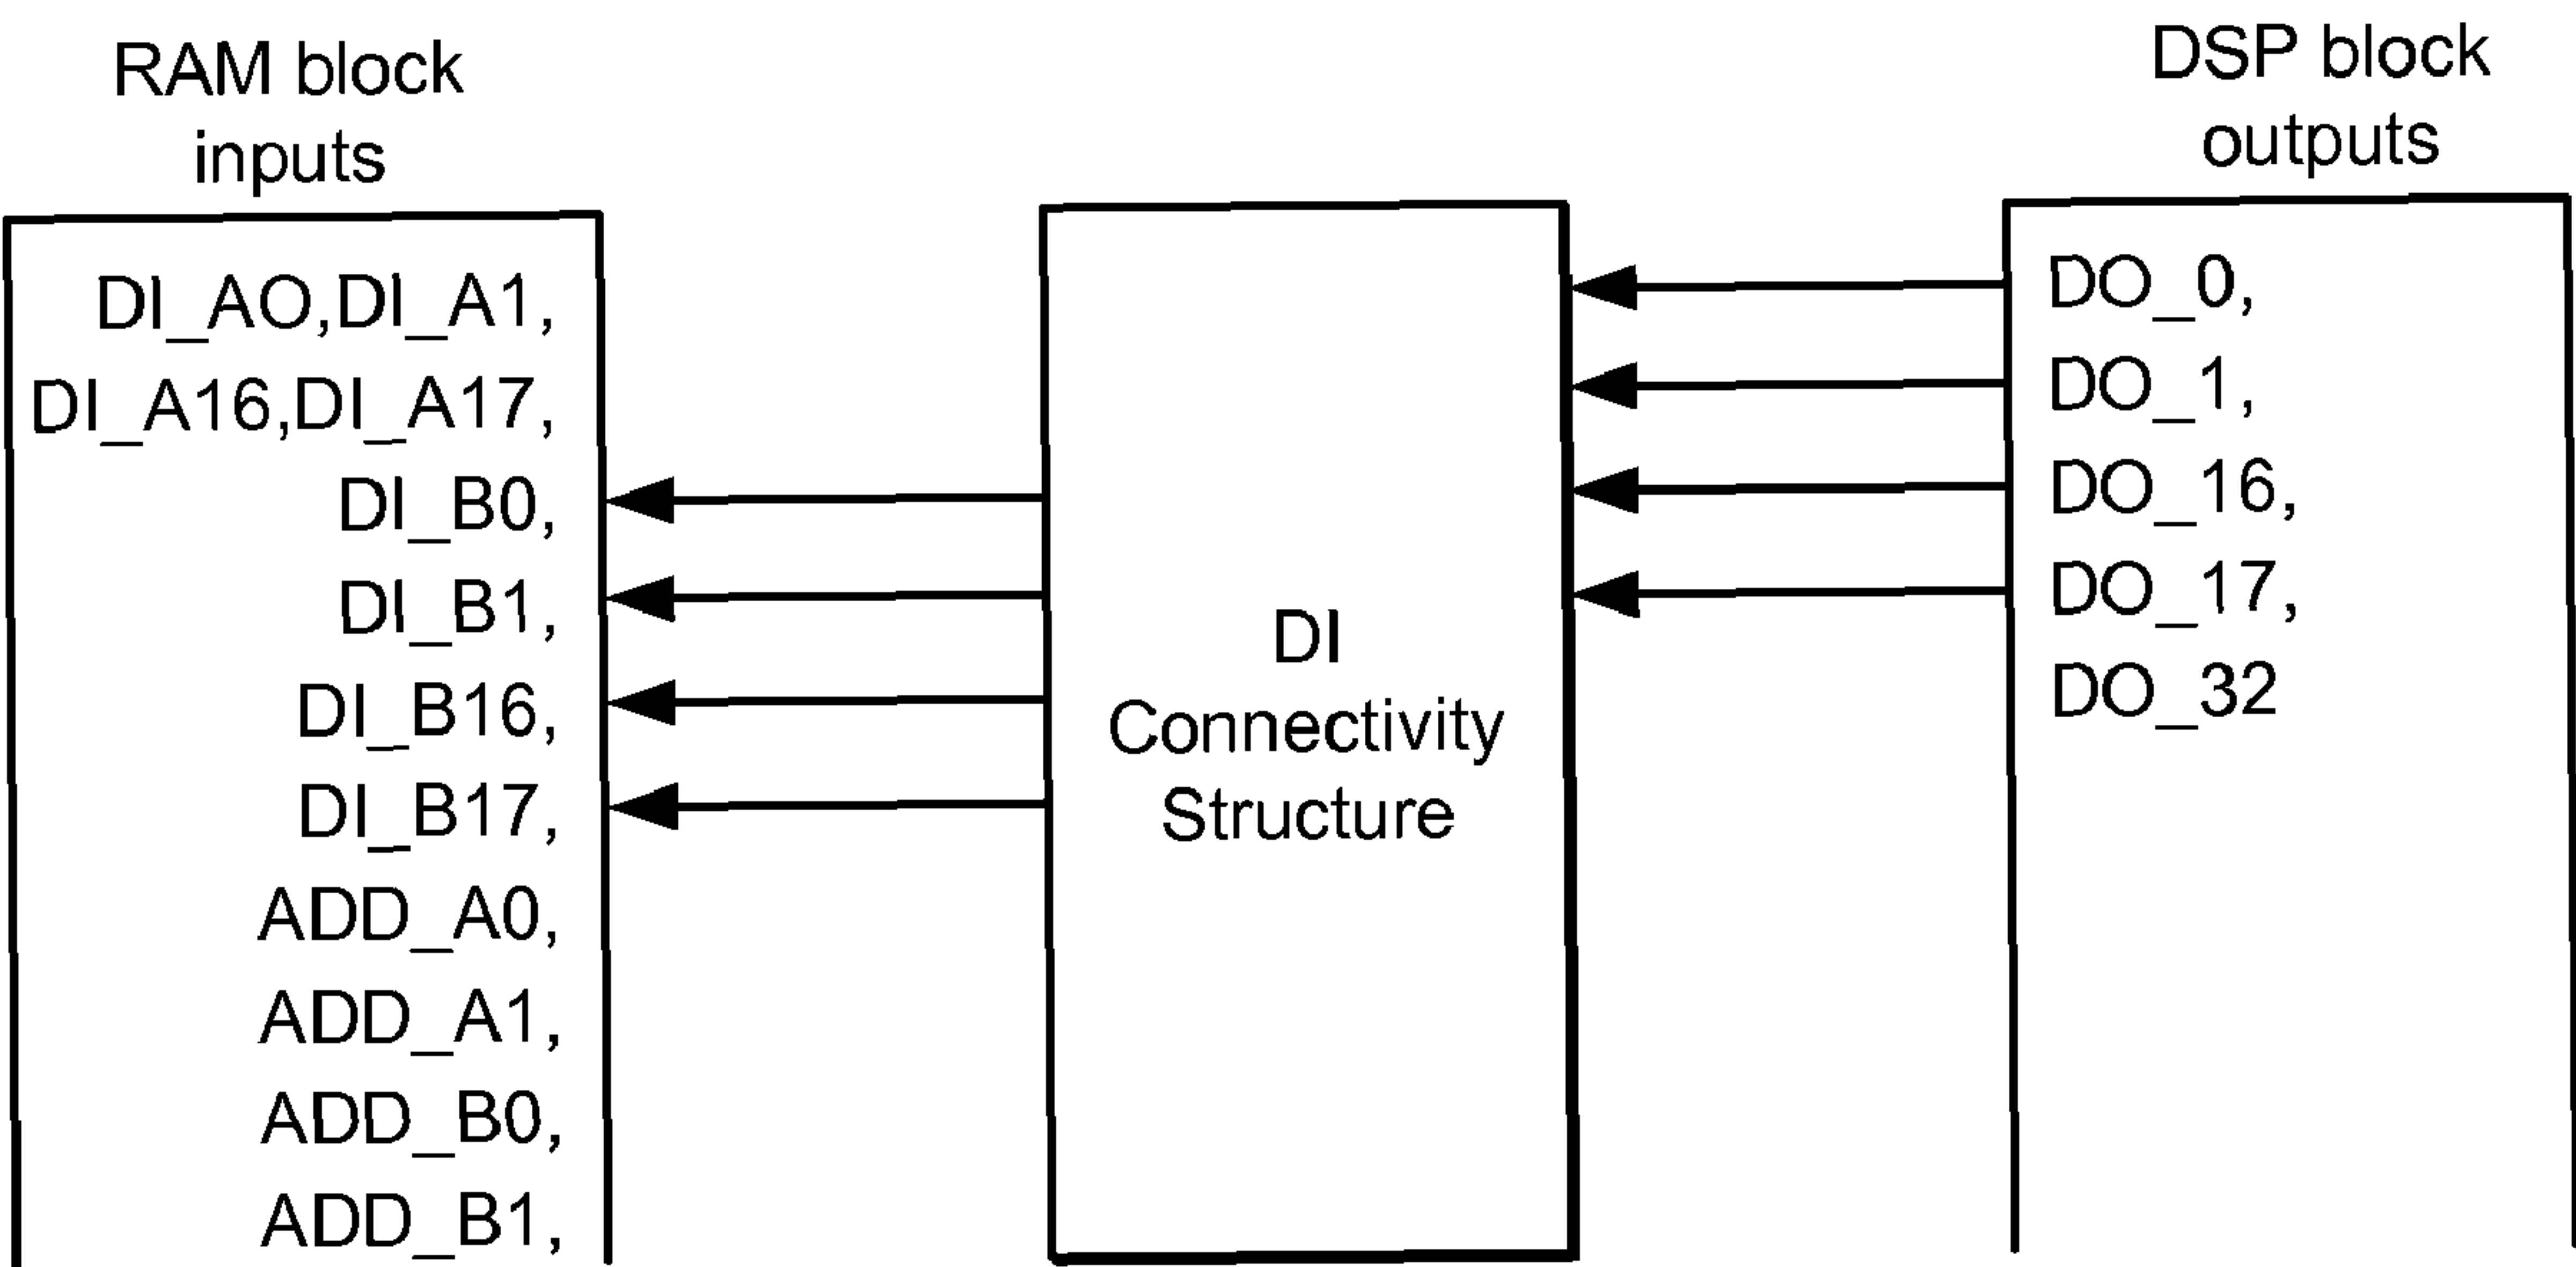 RAM block
inputs
DI_AO,DI_A1,
DI_A16,DI_A17,
DI_B0,
DI_B1,
DI_B16,
DI_B17,
ADD_A0,
ADD_A1,
ADD_B0,
ADD_B1,
DI
Connectivity
Structure
DSP block
outputs
DO_0,
DO_1,
DO_16,
DO_17,
DO_32